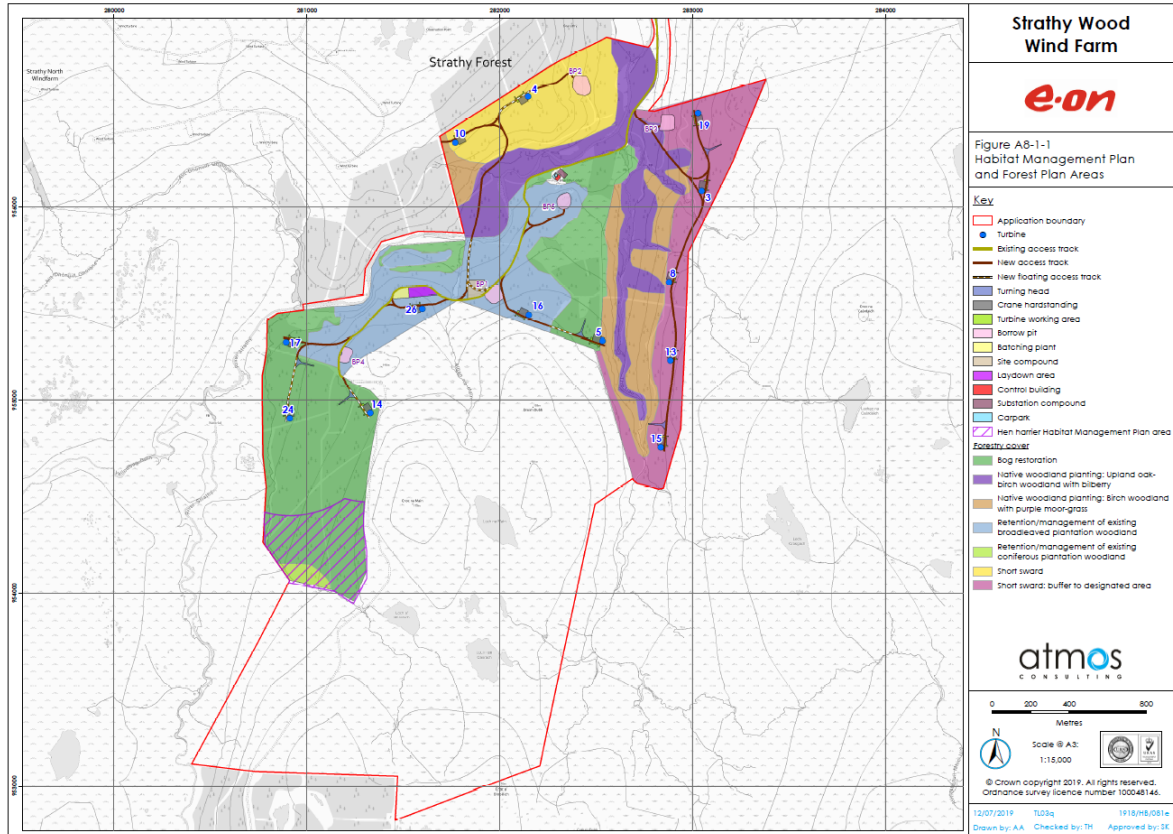 280000
281000
282000
283000
284000
Strathy North
Windfarm
Strathy Forest
BP2
4
10
BP3
19
3
956000
BP6
8
BP1
16
26
5
17
13
BP4
955000
14
24
15
954000
953000
Strathy Wood
Wind Farm
e·on
Figure A8-1-1
Habitat Management Plan
and Forest Plan Areas
Key
Application boundary
Turbine
Existing access track
New access track
New floating access track
Turning head
Crane hardstanding
Turbine working area
Borrow pit
Batching plant
Site compound
Laydown area
Control building
Substation compound
Carpark
Hen harrier Habitat Management Plan area
Forestry cover
Bog restoration
Native woodland planting: Upland oak-
birch woodland with bilberry
Native woodland planting: Birch woodland
with purple moor-grass
Retention/management of existing
broadleaved plantation woodland
Retention/management of existing
coniferous plantation woodland
Short sward
Short sward: buffer to designated area
atmos
CONSULTING
0 200 400 800
Metres
N
Scale @ A3:
1:15,000
© Crown copyright 2019. All rights reserved.
Ordnance survey licence number 100048146.
12/07/2019 TL03q 1918/HB/081e
Drawn by: AA Checked by: TH Approved by: SK